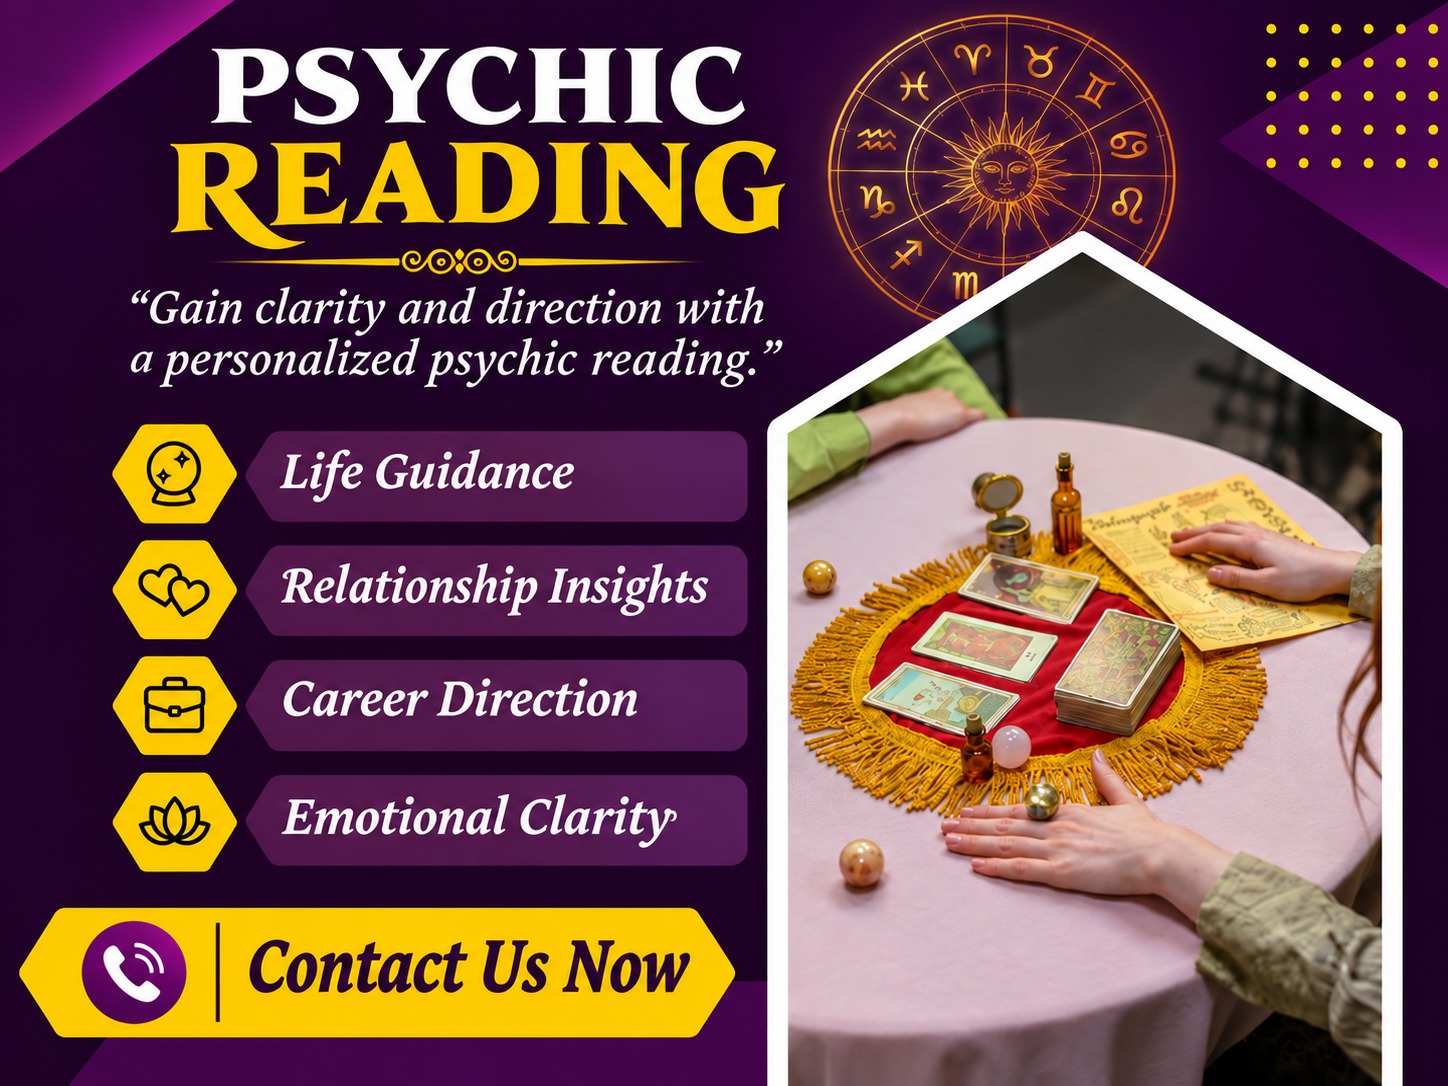 PSYCHIC
READING
“Gain clarity and direction with
a personalized psychic reading.”
Life Guidance
Relationship Insights
Career Direction
Emotional Clarity
Contact Us Now